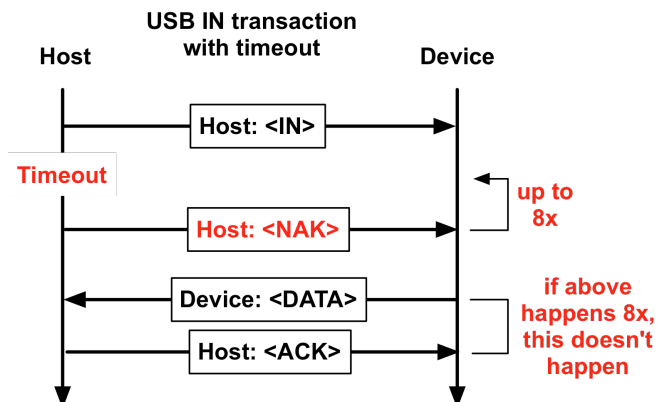 USB IN transaction
with timeout
Host
Device
Host: <IN>
Timeout
up to
8x
Host: <NAK>
Device: <DATA>
if above
happens 8x,
this doesn't
happen
Host: <ACK>